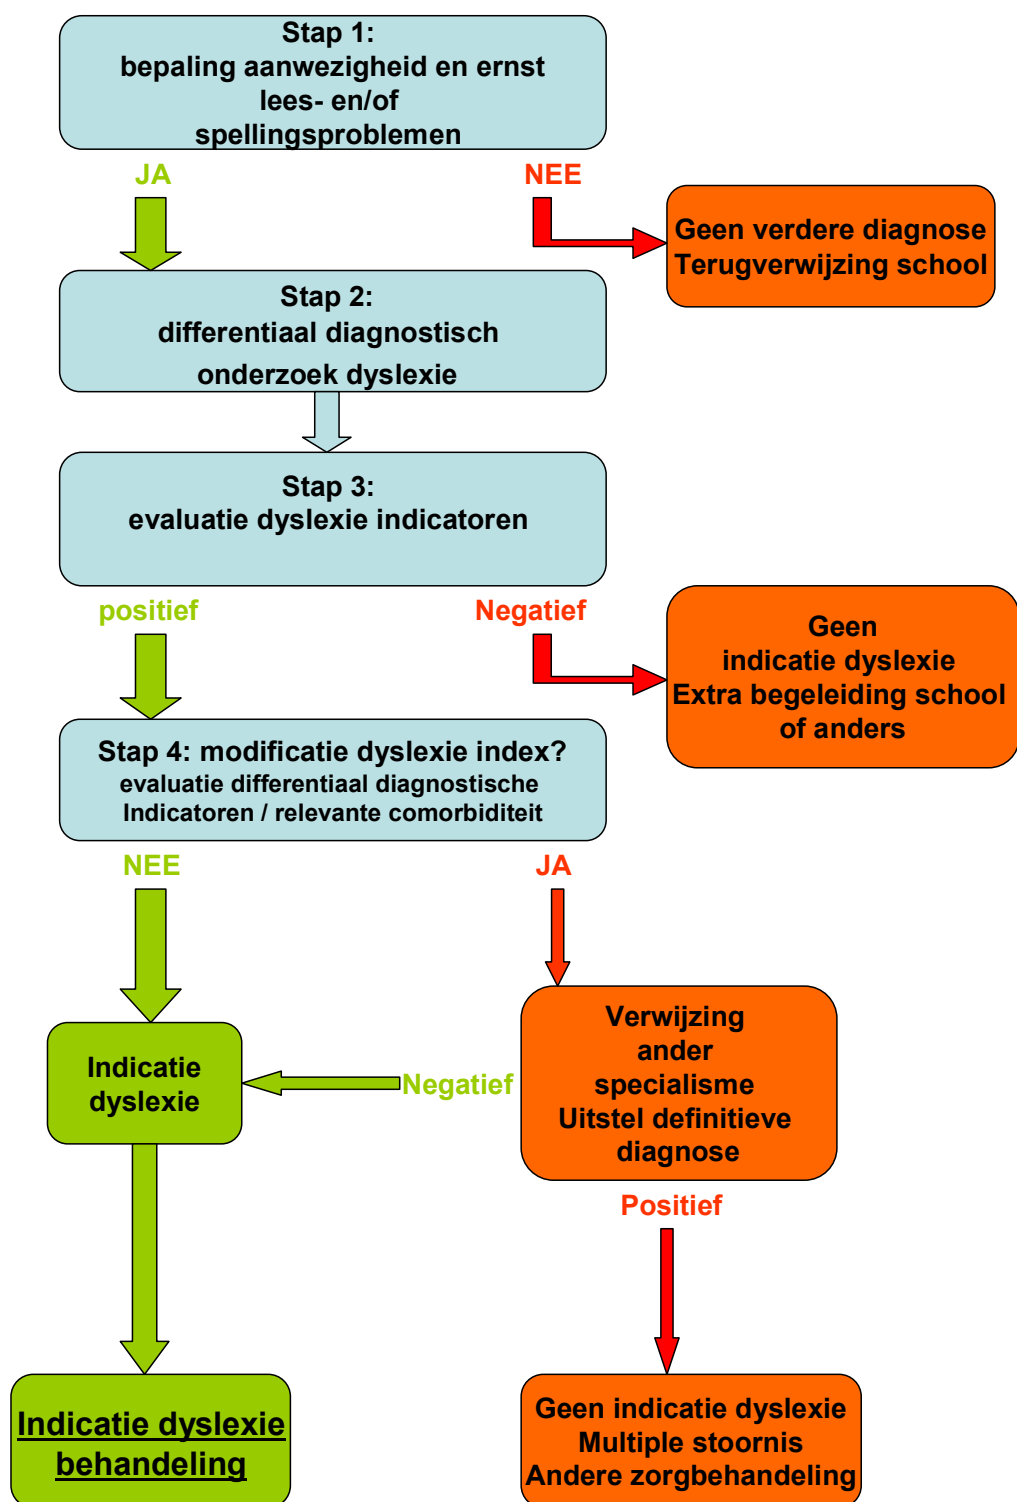 Stap 1:
bepaling aanwezigheid en ernst
lees- en/of
spellingsproblemen
JA
NEE
Geen verdere diagnose
Terugverwijzing school
Stap 2:
differentiaal diagnostisch
onderzoek dyslexie
Stap 3:
evaluatie dyslexie indicatoren
positief
Negatief
Geen
indicatie dyslexie
Extra begeleiding school
of anders
Stap 4: modificatie dyslexie index?
evaluatie differentiaal diagnostische
Indicatoren / relevante comorbiditeit
NEE
JA
Verwijzing
ander
specialisme
Uitstel definitieve
diagnose
Indicatie
dyslexie
Negatief
Positief
Indicatie dyslexie
behandeling
Geen indicatie dyslexie
Multiple stoornis
Andere zorgbehandeling